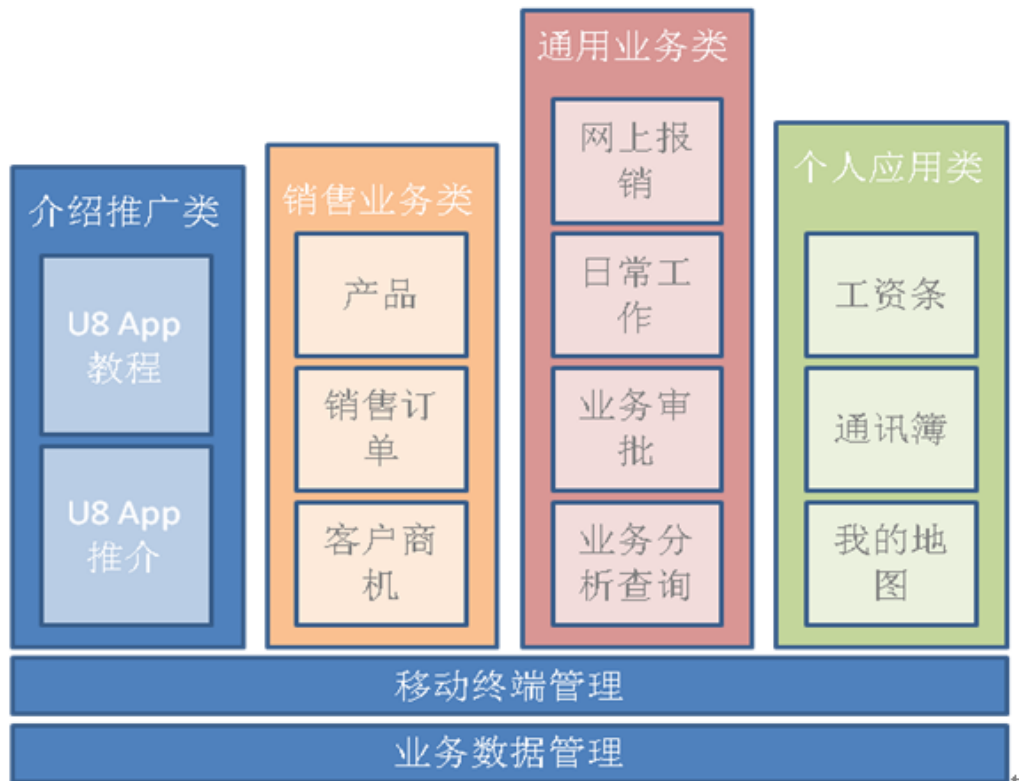 介绍推广类
U8 App
教程
U8 App
推介
销售业务类
产品
销售订
单
客户商
机
通用业务类
网上报
销
日常工
作
业务审
批
业务分
析查询
个人应用类
工资条
通讯簿
我的地
图
移动终端管理
业务数据管理